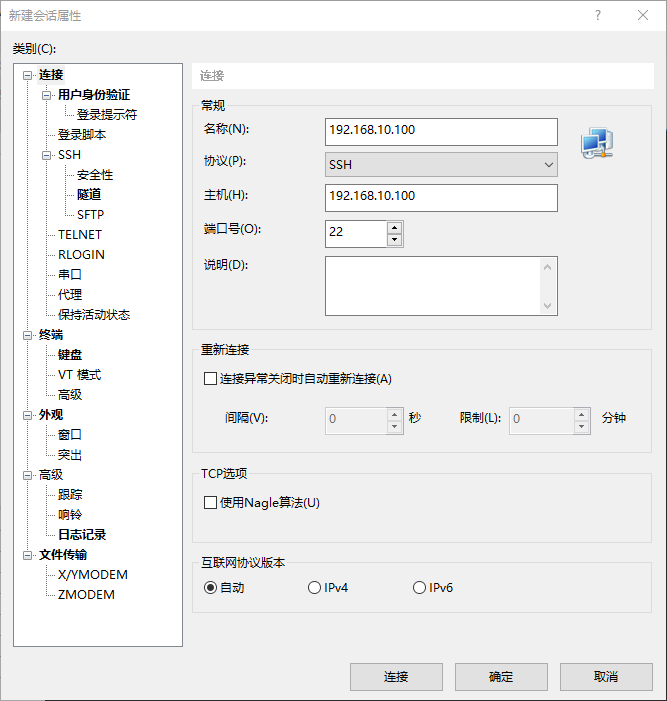 新建会话属性
类别(C):
连接
用户身份验证
登录提示符
登录脚本
SSH
安全性
隧道
SFTP
TELNET
RLOGIN
串口
代理
保持活动状态
终端
键盘
VT 模式
高级
外观
窗口
突出
高级
跟踪
响铃
日志记录
文件传输
X/YMODEM
ZMODEM
连接
常规
名称(N): 192.168.10.100
协议(P): SSH
主机(H): 192.168.10.100
端口号(O): 22
说明(D):
重新连接
连接异常关闭时自动重新连接(A)
间隔(V): 0 秒 限制(L): 0 分钟
TCP选项
使用Nagle算法(U)
互联网协议版本
自动 IPv4 IPv6
连接 确定 取消